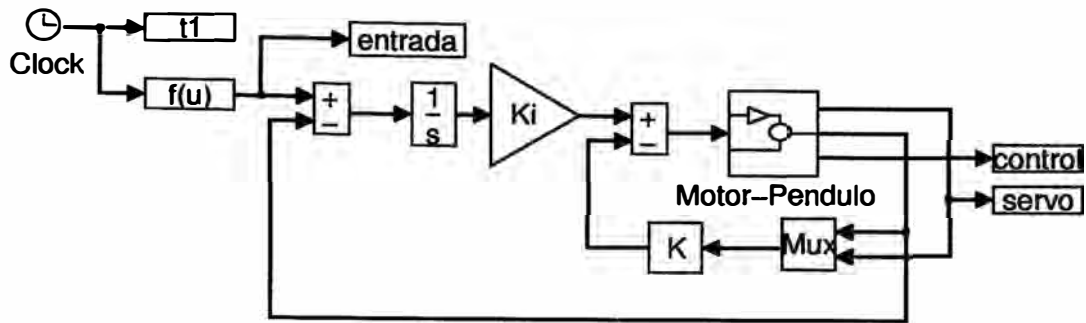 t1
Clock
entrada
f(u)
+
−
1
s
Ki
+
−
Motor−Pendulo
control
servo
K
Mux